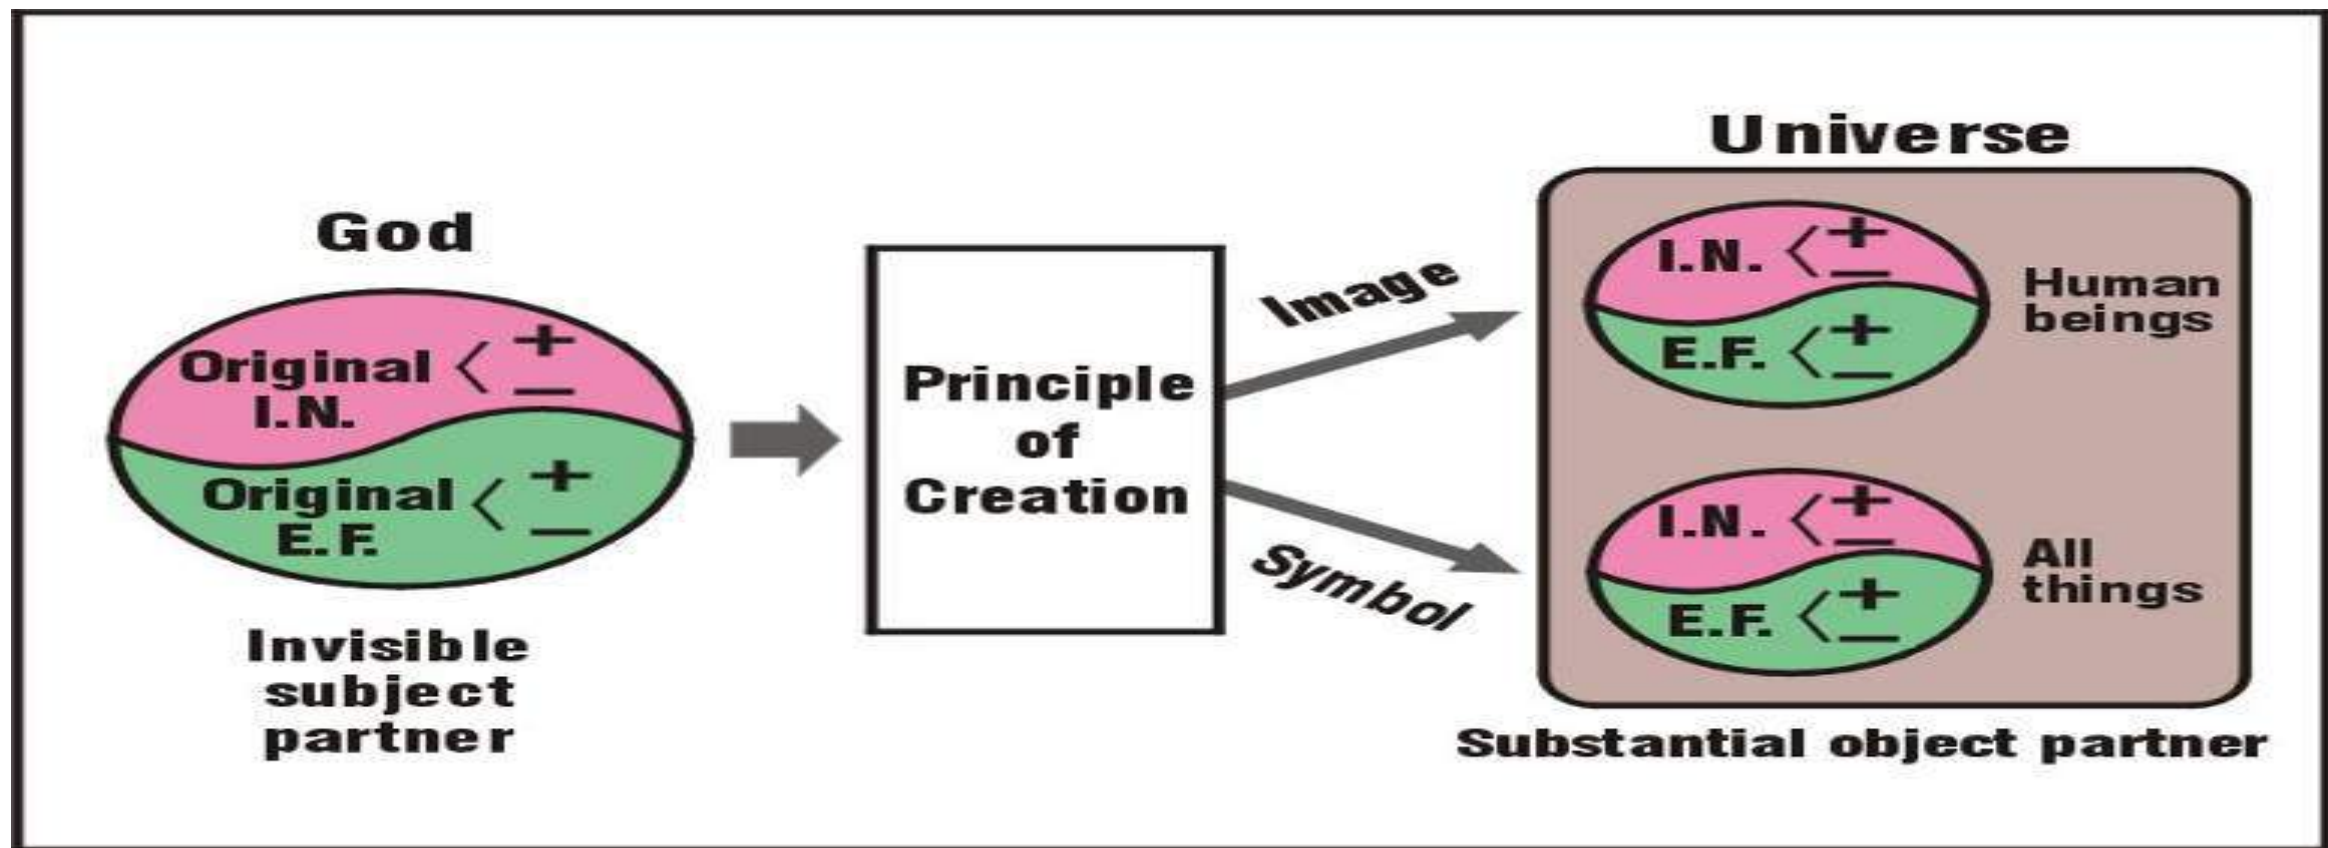 God
Original < +
−
I.N.
Original < +
−
E.F.
Invisible
subject
partner
Principle
of
Creation
Image
Symbol
Universe
I.N. < +
−
E.F. < +
−
Human
beings
I.N. < +
−
E.F. < +
−
All
things
Substantial object partner